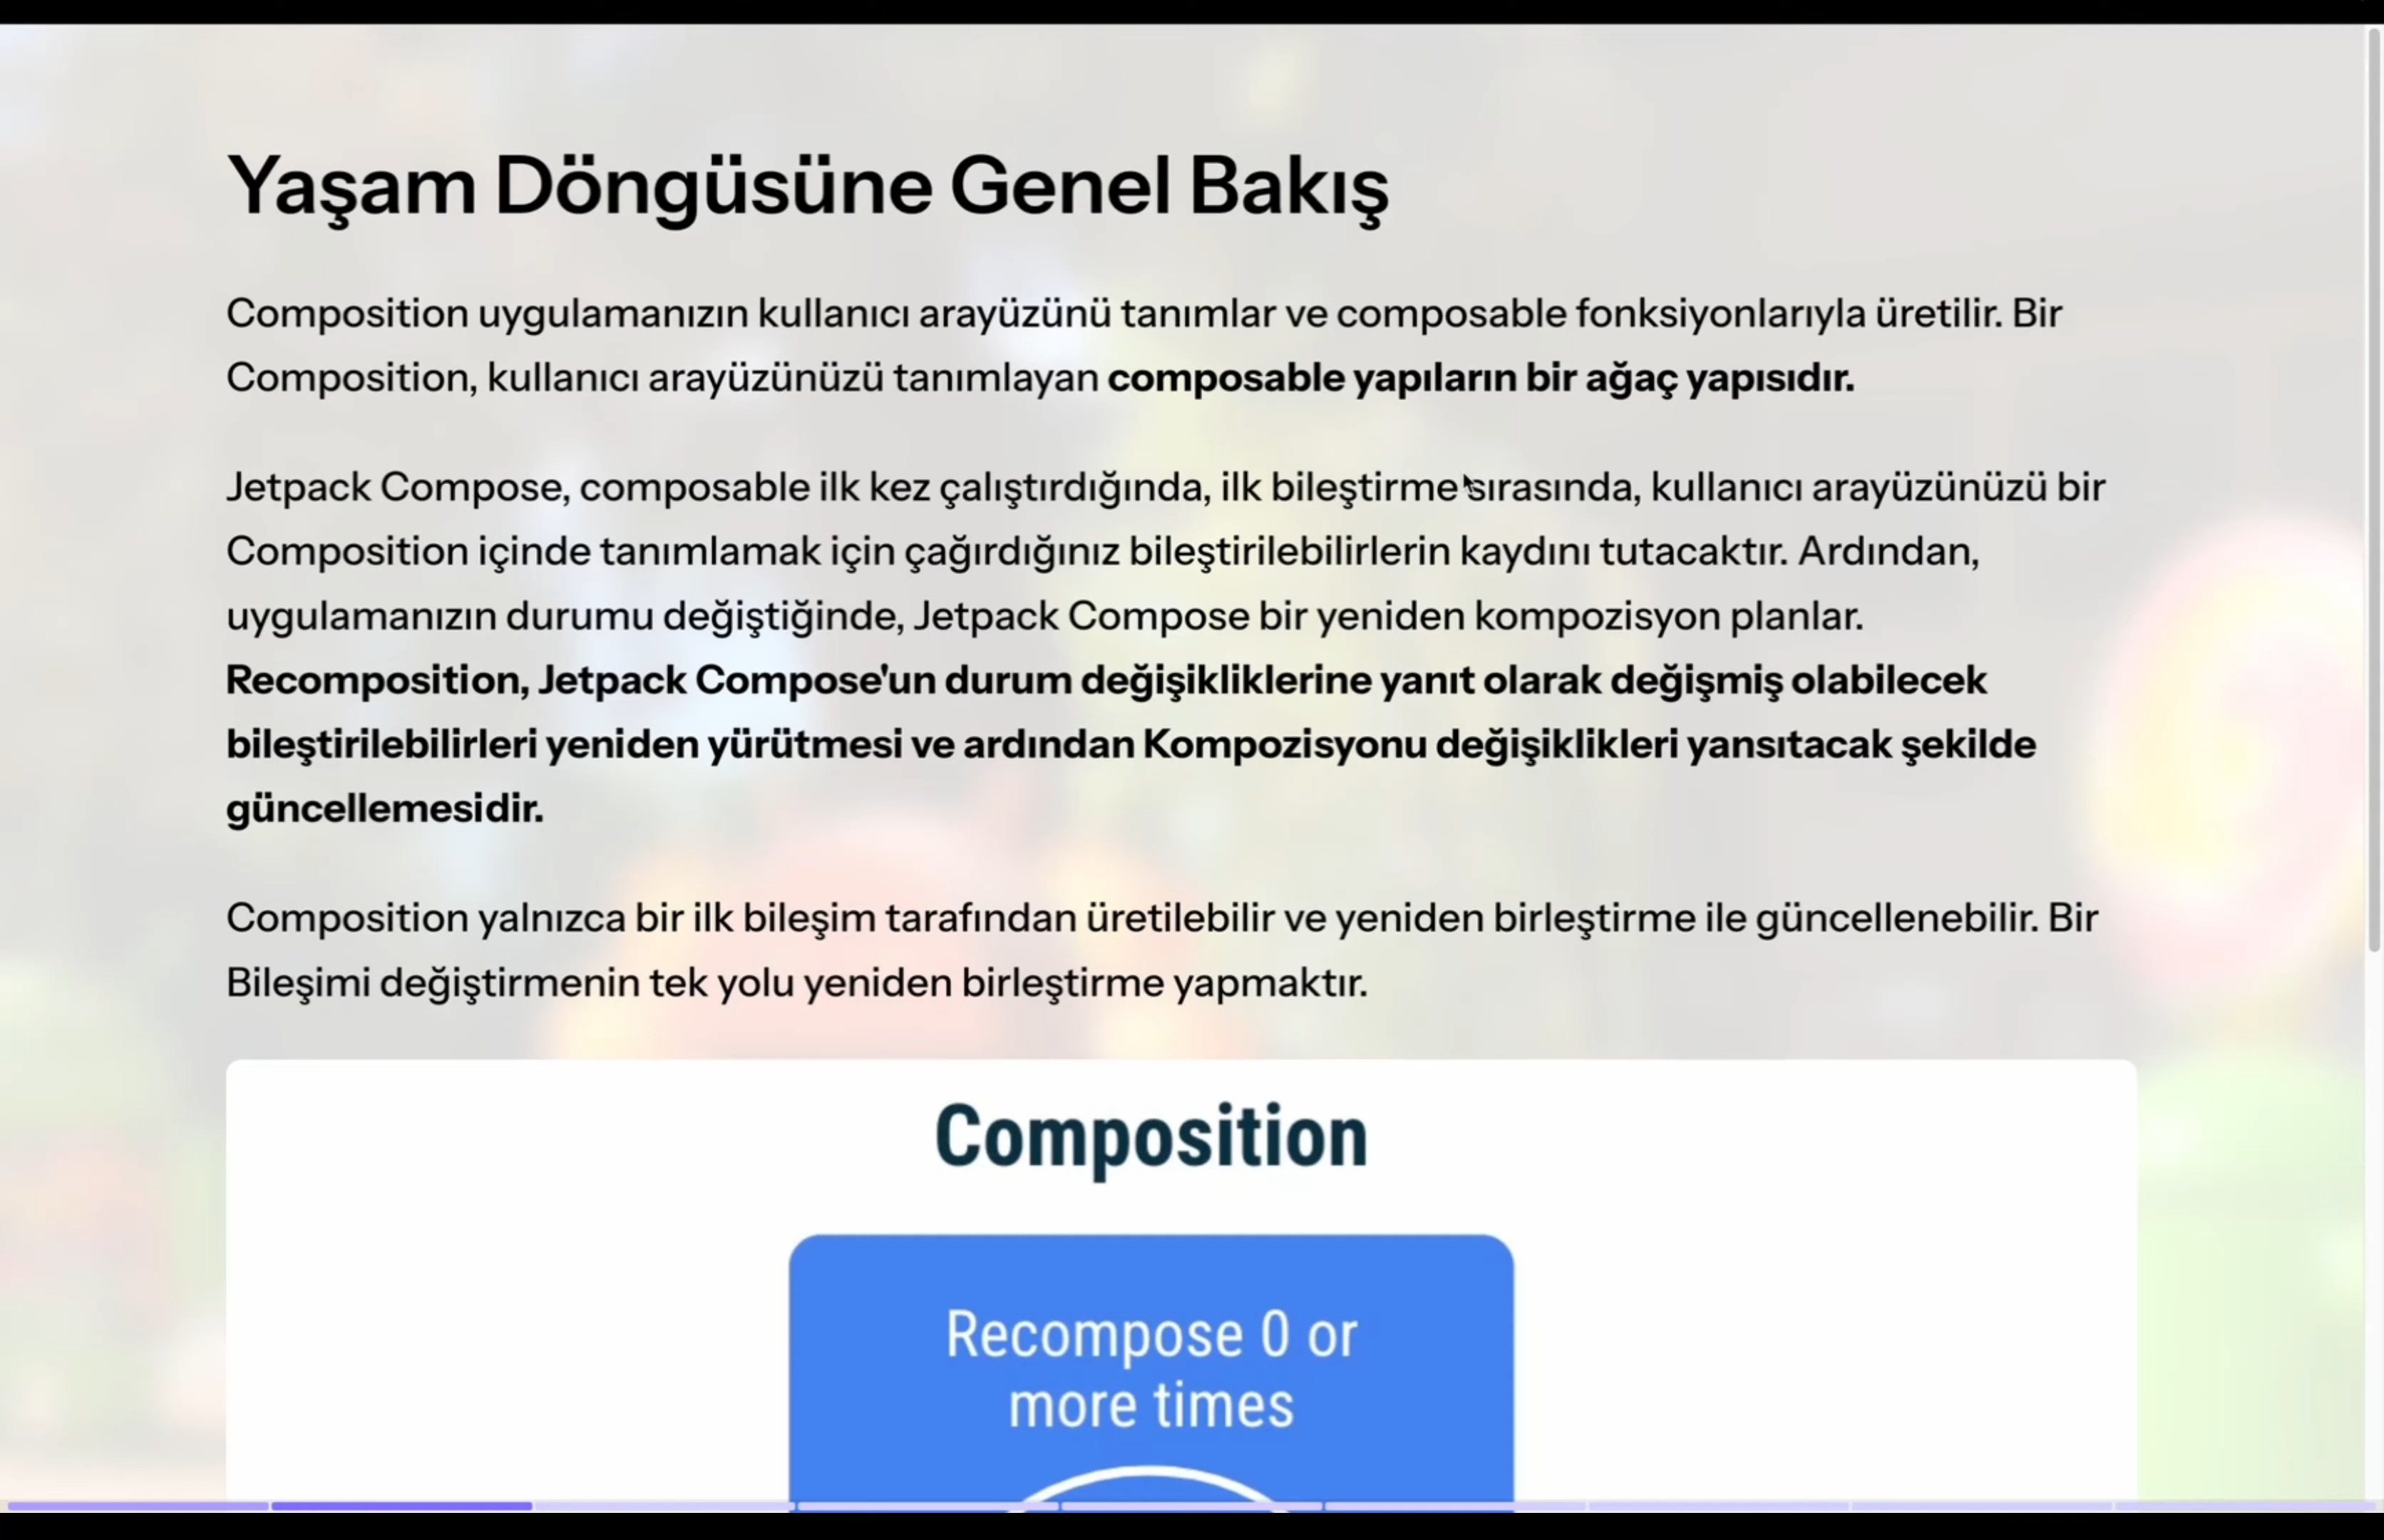 Yaşam Döngüsüne Genel Bakış
Composition uygulamanızın kullanıcı arayüzünü tanımlar ve composable fonksiyonlarıyla üretilir. Bir
Composition, kullanıcı arayüzünüzü tanımlayan composable yapıların bir ağaç yapısıdır.
Jetpack Compose, composable ilk kez çalıştırdığında, ilk bileştirme sırasında, kullanıcı arayüzünüzü bir
Composition içinde tanımlamak için çağırdığınız bileştirilebilirlerin kaydını tutacaktır. Ardından,
uygulamanızın durumu değiştiğinde, Jetpack Compose bir yeniden kompozisyon planlar.
Recomposition, Jetpack Compose'un durum değişikliklerine yanıt olarak değişmiş olabilecek
bileştirilebilirleri yeniden yürütmesi ve ardından Kompozisyonu değişiklikleri yansıtacak şekilde
güncellemesidir.
Composition yalnızca bir ilk bileşim tarafından üretilebilir ve yeniden birleştirme ile güncellenebilir. Bir
Bileşimi değiştirmenin tek yolu yeniden birleştirme yapmaktır.
Composition
Recompose 0 or
more times